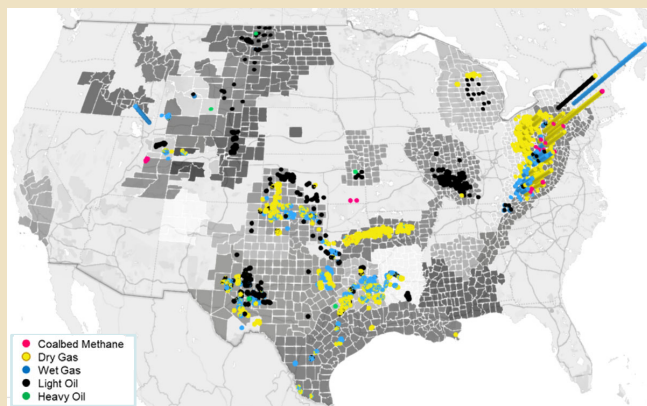 Coalbed Methane
Dry Gas
Wet Gas
Light Oil
Heavy Oil